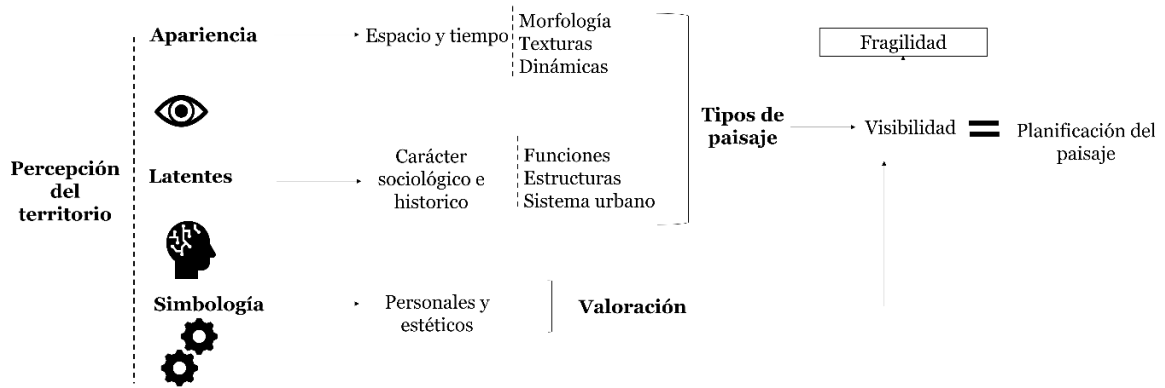 Percepción
del
territorio
Apariencia
Espacio y tiempo
Morfología
Texturas
Dinámicas
Latentes
Carácter
sociológico e
historico
Funciones
Estructuras
Sistema urbano
Simbología
Personales y
estéticos
Valoración
Tipos de
paisaje
Fragilidad
Visibilidad
=
Planificación del
paisaje